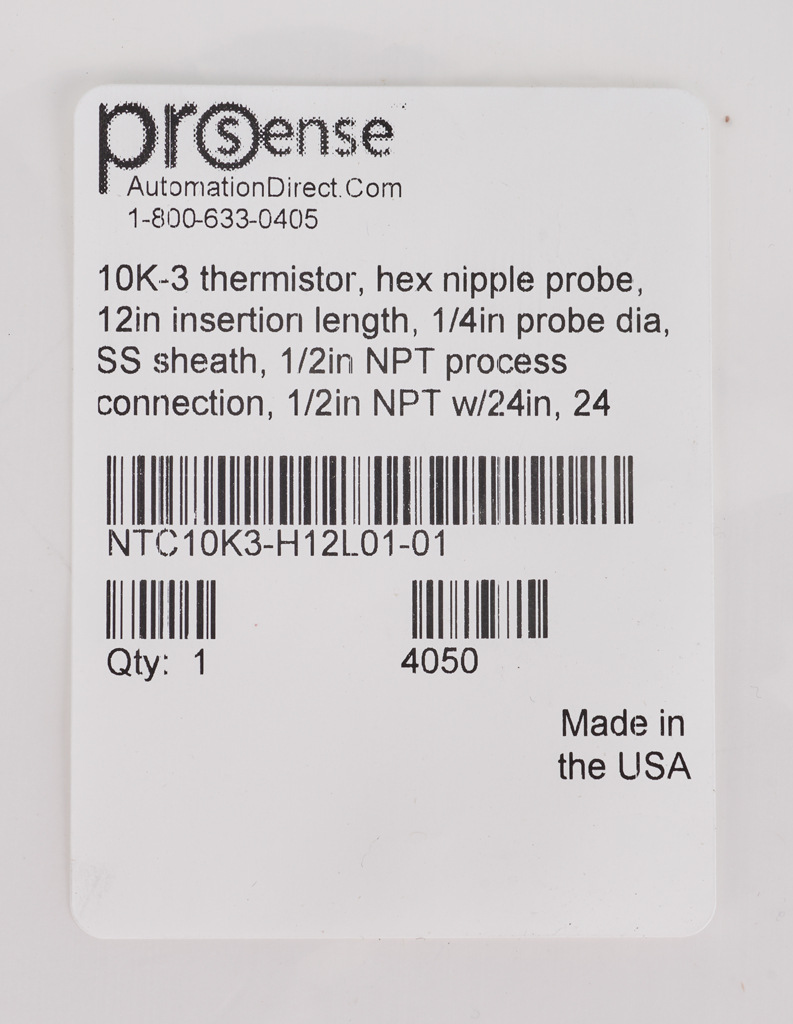 prosense
AutomationDirect.Com
1-800-633-0405
10K-3 thermistor, hex nipple probe,
12in insertion length, 1/4in probe dia,
SS sheath, 1/2in NPT process
connection, 1/2in NPT w/24in, 24
NTC10K3-H12L01-01
Qty: 1
4050
Made in
the USA